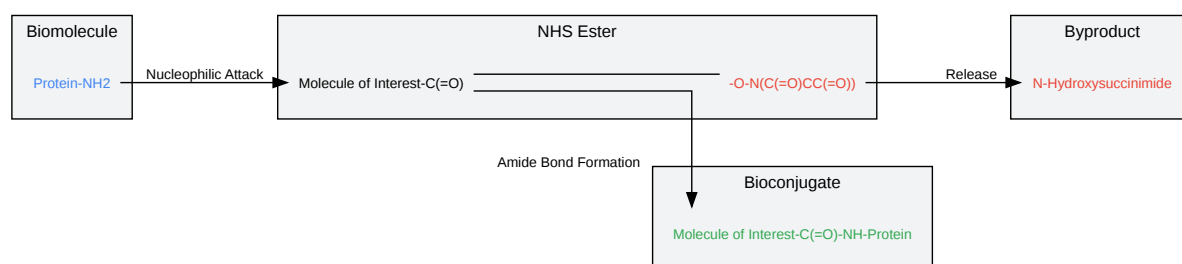 Biomolecule
NHS Ester
Byproduct
Protein-NH2
Nucleophilic Attack
Molecule of Interest-C(=O)
-O-N(C(=O)CC(=O))
Release
N-Hydroxysuccinimide
Amide Bond Formation
Bioconjugate
Molecule of Interest-C(=O)-NH-Protein